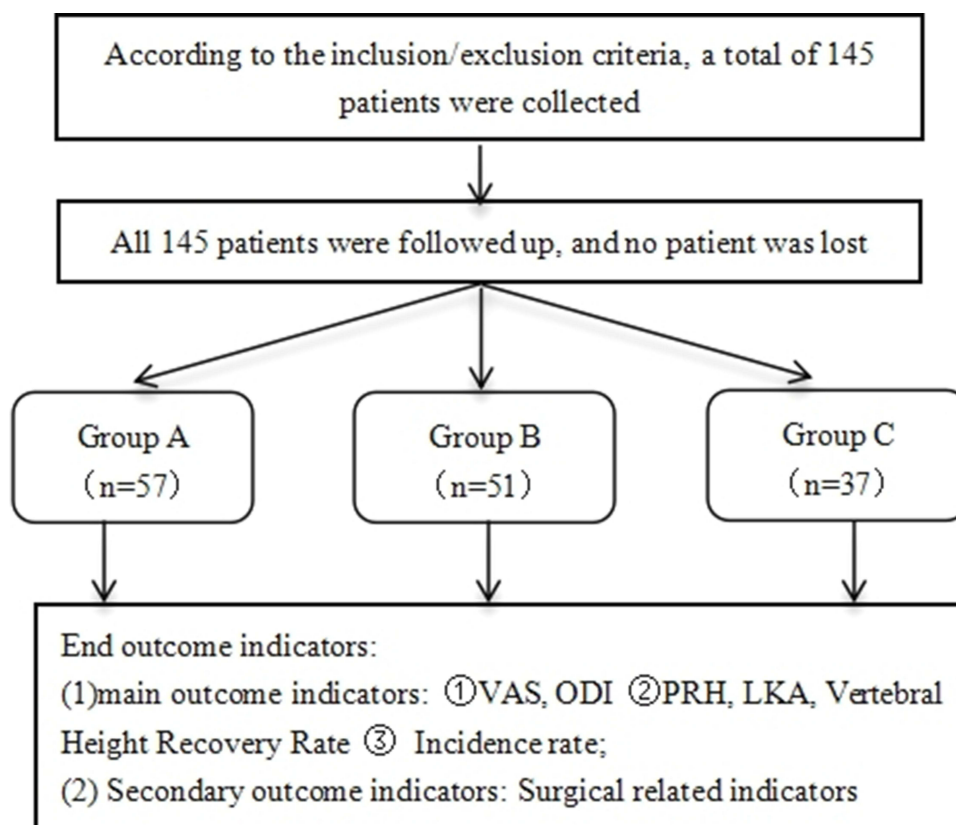 According to the inclusion/exclusion criteria, a total of 145
patients were collected
All 145 patients were followed up, and no patient was lost
Group A
（n=57）
Group B
（n=51）
Group C
（n=37）
End outcome indicators:
(1)main outcome indicators: ①VAS, ODI ②PRH, LKA, Vertebral
Height Recovery Rate ③ Incidence rate;
(2) Secondary outcome indicators: Surgical related indicators